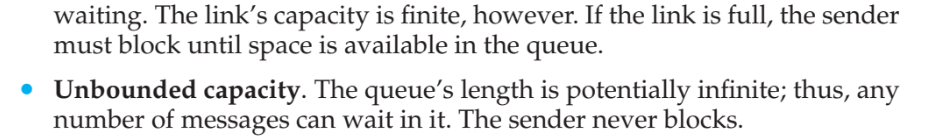 waiting. The link's capacity is finite, however. If the link is full, the sender
must block until space is available in the queue.
• Unbounded capacity. The queue's length is potentially infinite; thus, any
number of messages can wait in it. The sender never blocks.